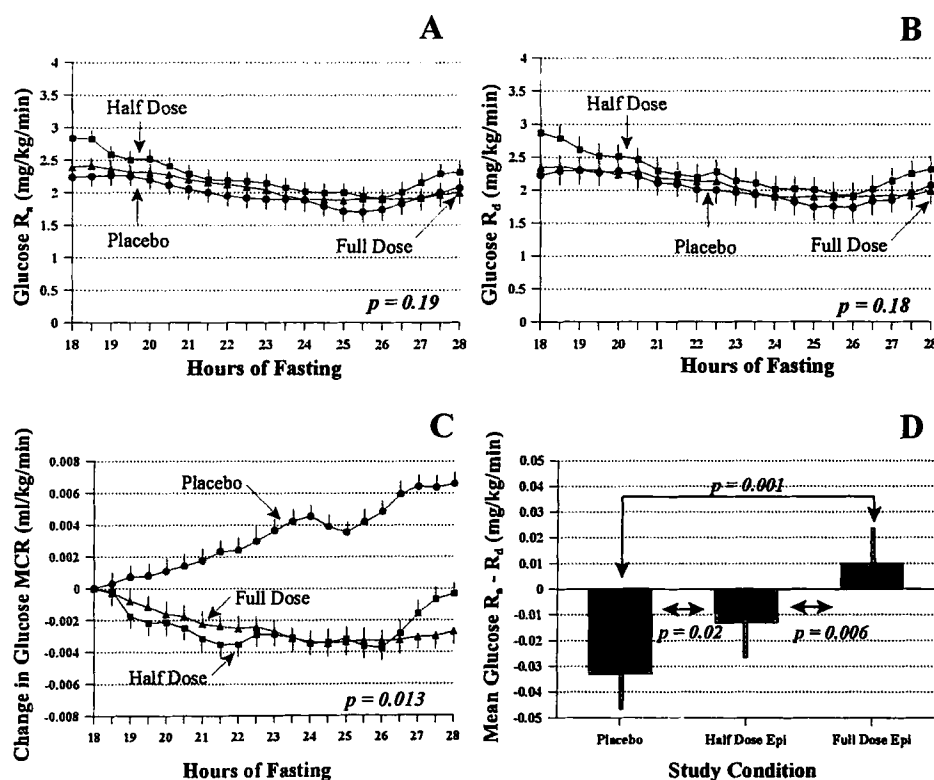 A
Glucose Ra (mg/kg/min)
4
3.5
3
2.5
2
1.5
1
0.5
0
Half Dose
Placebo
Full Dose
p = 0.19
18 19 20 21 22 23 24 25 26 27 28
Hours of Fasting
B
Glucose Rd (mg/kg/min)
4
3.5
3
2.5
2
1.5
1
0.5
0
Half Dose
Placebo
Full Dose
p = 0.18
18 19 20 21 22 23 24 25 26 27 28
Hours of Fasting
C
Change in Glucose MCR (ml/kg/min)
0.008
0.006
0.004
0.002
0
-0.002
-0.004
-0.006
-0.008
Placebo
Full Dose
Half Dose
p = 0.013
18 19 20 21 22 23 24 25 26 27 28
Hours of Fasting
D
Mean Glucose Ra - Rd (mg/kg/min)
0.05
0.04
0.03
0.02
0.01
0
-0.01
-0.02
-0.03
-0.04
-0.05
p = 0.001
p = 0.02
p = 0.006
Placebo Half Dose Epi Full Dose Epi
Study Condition